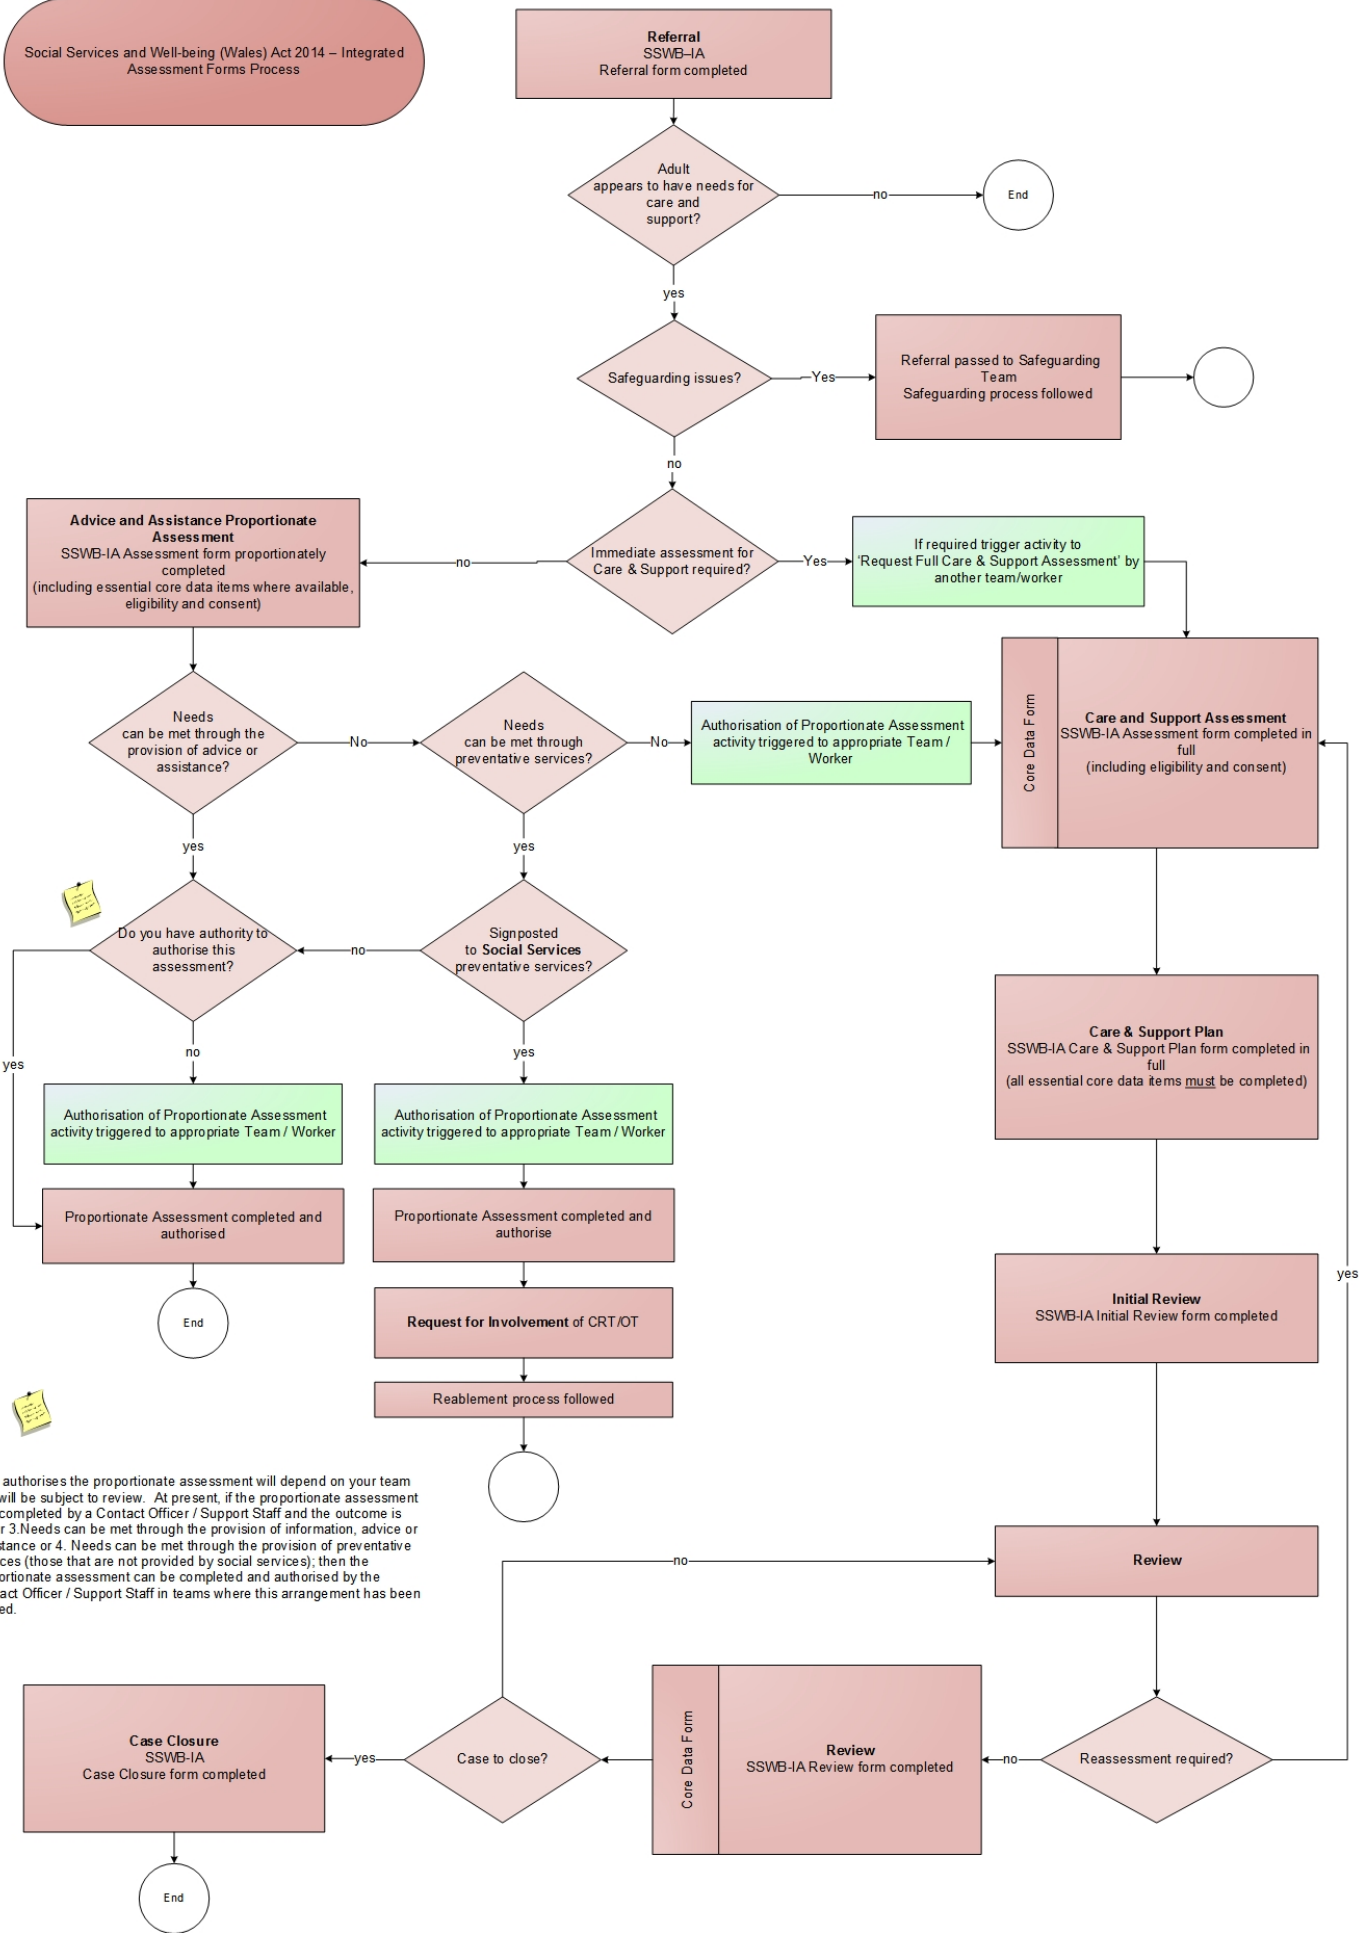 Social Services and Well-being (Wales) Act 2014 – Integrated
Assessment Forms Process
Referral
SSWB–IA
Referral form completed
Adult
appears to have needs for
care and
support?
no
End
yes
Safeguarding issues?
Yes
Referral passed to Safeguarding
Team
Safeguarding process followed
no
Advice and Assistance Proportionate
Assessment
SSWB-IA Assessment form proportionately
completed
(including essential core data items where available,
eligibility and consent)
no
Immediate assessment for
Care & Support required?
Yes
If required trigger activity to
‘Request Full Care & Support Assessment’ by
another team/worker
Needs
can be met through the
provision of advice or
assistance?
No
Needs
can be met through
preventative services?
No
Authorisation of Proportionate Assessment
activity triggered to appropriate Team /
Worker
Core Data Form
Care and Support Assessment
SSWB-IA Assessment form completed in
full
(including eligibility and consent)
yes
yes
Do you have authority to
authorise this
assessment?
no
Signposted
to Social Services
preventative services?
Care & Support Plan
SSWB-IA Care & Support Plan form completed in
full
(all essential core data items must be completed)
yes
no
yes
Authorisation of Proportionate Assessment
activity triggered to appropriate Team / Worker
Authorisation of Proportionate Assessment
activity triggered to appropriate Team / Worker
Proportionate Assessment completed and
authorised
Proportionate Assessment completed and
authorise
End
Request for Involvement of CRT/OT
Reablement process followed
Initial Review
SSWB-IA Initial Review form completed
yes
authorises the proportionate assessment will depend on your team
will be subject to review. At present, if the proportionate assessment
completed by a Contact Officer / Support Staff and the outcome is
r 3.Needs can be met through the provision of information, advice or
stance or 4. Needs can be met through the provision of preventative
ces (those that are not provided by social services); then the
ortionate assessment can be completed and authorised by the
act Officer / Support Staff in teams where this arrangement has been
ed.
no
Review
Case Closure
SSWB-IA
Case Closure form completed
yes
Case to close?
Core Data Form
Review
SSWB-IA Review form completed
no
Reassessment required?
End